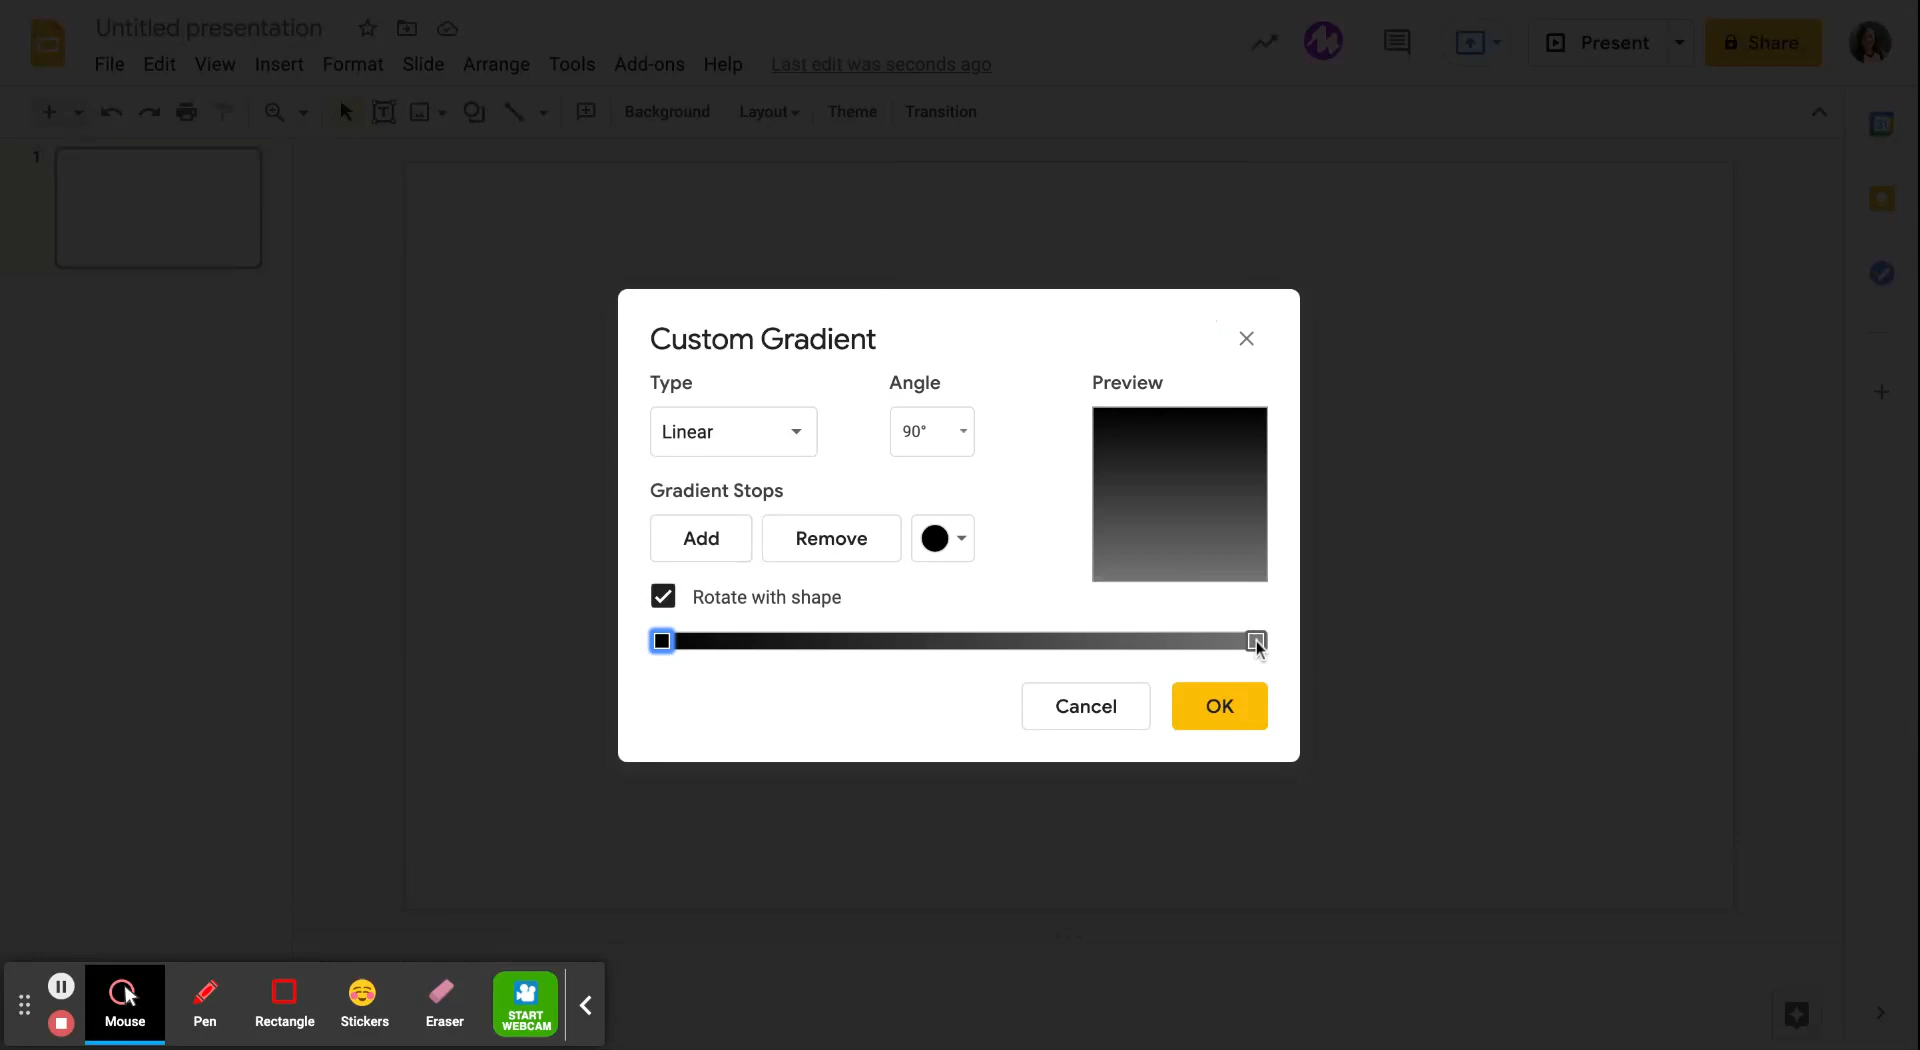 Untitled presentation
File Edit View Insert Format Slide Arrange Tools Add-ons Help Last edit was seconds ago
Present
Share
Background Layout Theme Transition
31
1
Custom Gradient
Type Angle Preview
Linear 90°
Gradient Stops
Add Remove
Rotate with shape
Cancel OK
Mouse Pen Rectangle Stickers Eraser START WEBCAM